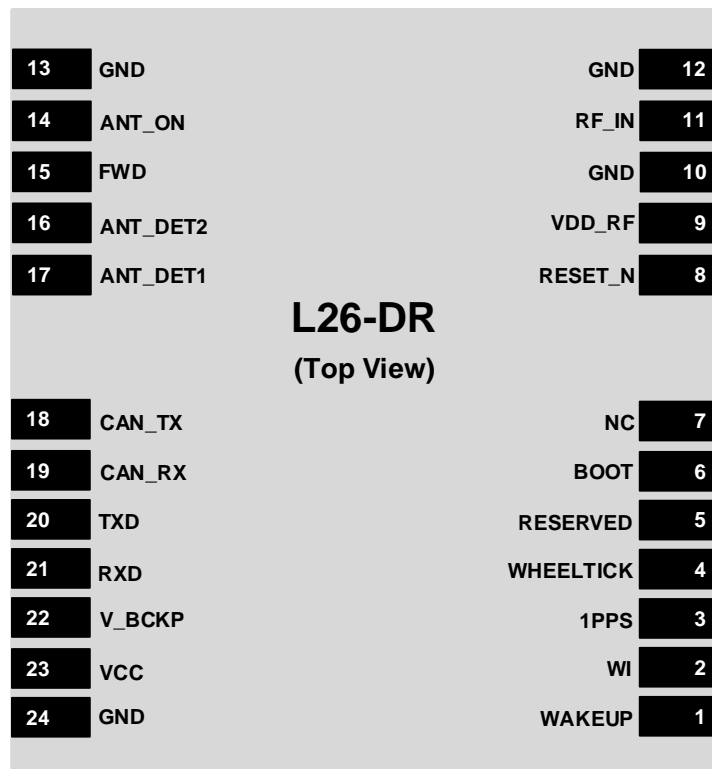 13 GND GND 12
14 ANT_ON RF_IN 11
15 FWD GND 10
16 ANT_DET2 VDD_RF 9
17 ANT_DET1 RESET_N 8
L26-DR
(Top View)
18 CAN_TX NC 7
19 CAN_RX BOOT 6
20 TXD RESERVED 5
21 RXD WHEELTICK 4
22 V_BCKP 1PPS 3
23 VCC WI 2
24 GND WAKEUP 1